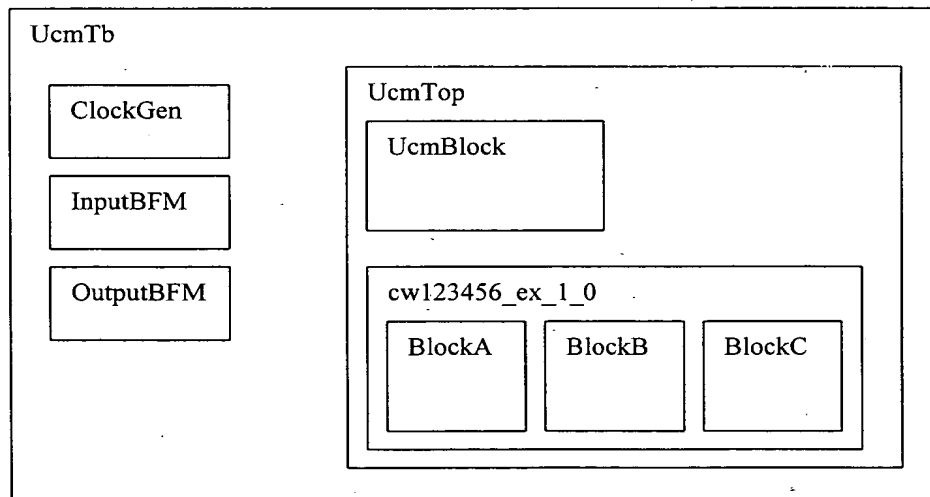 UcmTb
ClockGen
InputBFM
OutputBFM
UcmTop
UcmBlock
cw123456_ex_1_0
BlockA
BlockB
BlockC